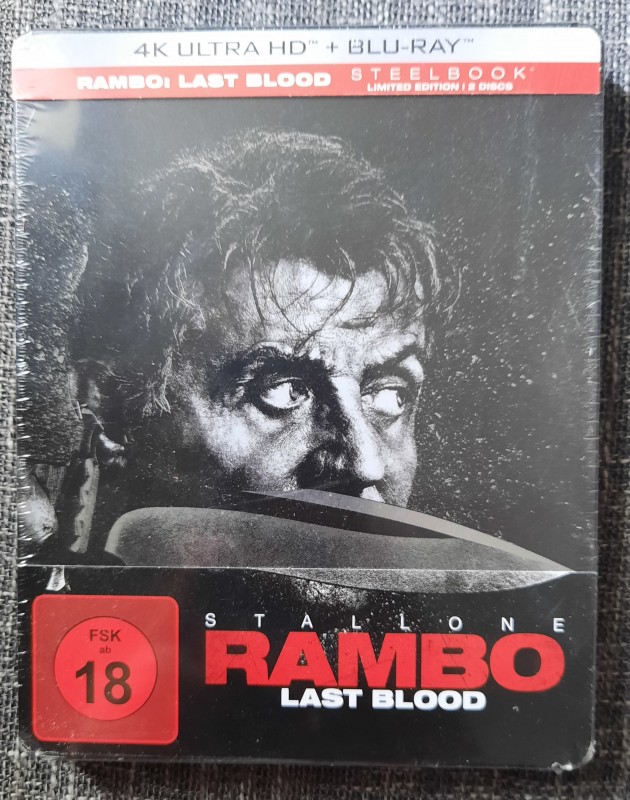 4K ULTRA HD™ + BLU-RAY™
RAMBO: LAST BLOOD STEELBOOK®
LIMITED EDITION | 2 DISCS
FSK
ab
18
STALLONE
RAMBO
LAST BLOOD